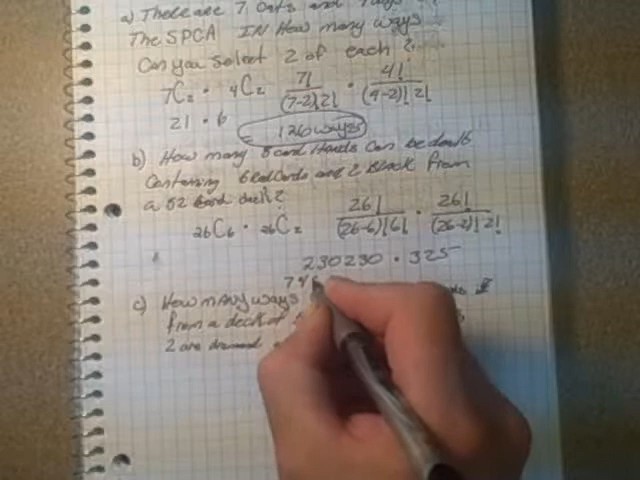 a) There are 7 Cats and
The SPCA IN How many ways
Can you Select 2 of each?
7C2 · 4C2 7!/(7-2)!2! · 4!/(4-2)!2!
21 · 6 = 126 ways
b) How many 8 card Hands Can be dealt
Containing 6 Red Cards and 2 Black From
a 52 Card deck?
26C6 · 26C2 26!/(26-6)!6! · 26!/(26-2)!2!
230230 · 325
c) How many ways
from a deck of
2 are